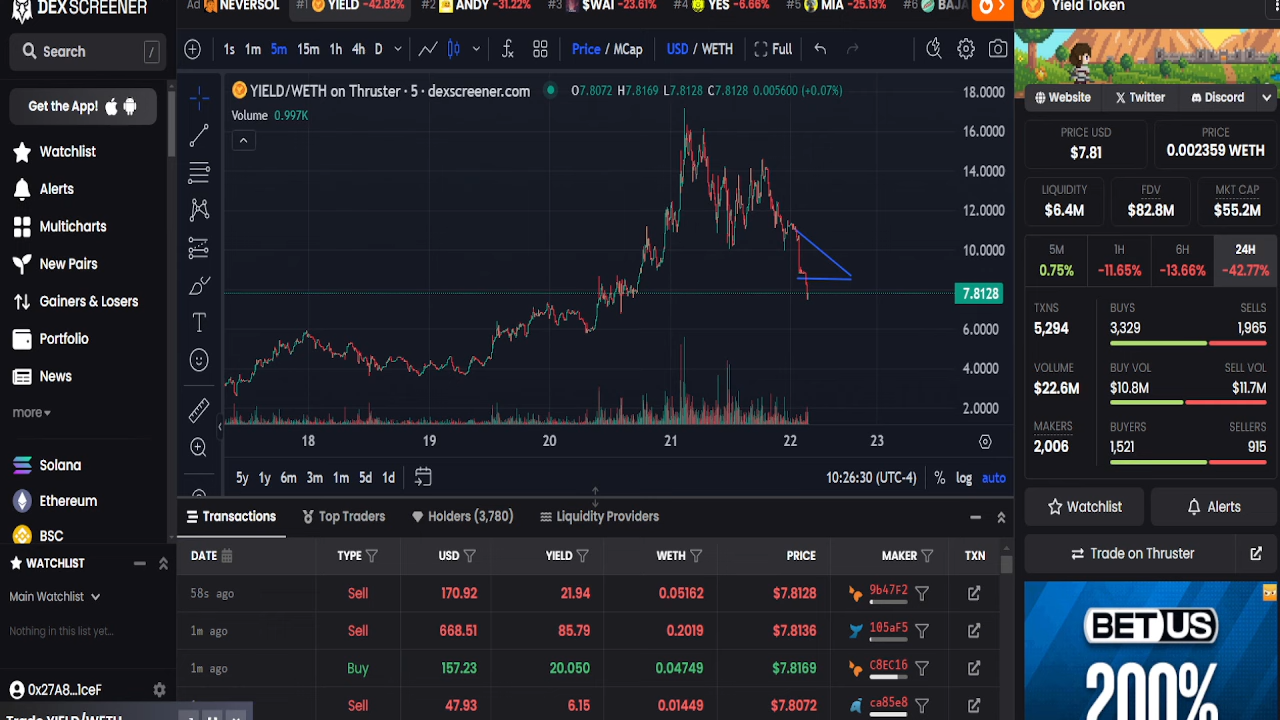 DEXSCREENER
Ad NEVERSOL #1 YIELD -42.82% #2 ANDY -31.22% #3 $WAI -23.61% #4 YES -6.66% #5 MIA -25.13% #6 BAJA
Yield Token
Search /
1s 1m 5m 15m 1h 4h D Price / MCap USD / WETH Full
Get the App!
YIELD/WETH on Thruster · 5 · dexscreener.com O7.8072 H7.8169 L7.8128 C7.8128 0.005600 (+0.07%)
Volume 0.997K
Website Twitter Discord
Watchlist
Alerts
Multicharts
New Pairs
Gainers & Losers
Portfolio
News
more
Solana
Ethereum
BSC
WATCHLIST
Main Watchlist
Nothing in this list yet...
0x27A8...1ceF
Trade YIELD/WETH
18.0000
16.0000
14.0000
12.0000
10.0000
7.8128
6.0000
4.0000
2.0000
18 19 20 21 22 23
5y 1y 6m 3m 1m 5d 1d 10:26:30 (UTC-4) % log auto
Transactions Top Traders Holders (3,780) Liquidity Providers
DATE TYPE USD YIELD WETH PRICE MAKER TXN
58s ago Sell 170.92 21.94 0.05162 $7.8128 9b47F2
1m ago Sell 668.51 85.79 0.2019 $7.8136 105aF5
1m ago Buy 157.23 20.050 0.04749 $7.8169 C8EC16
Sell 47.93 6.15 0.01449 $7.8072 ca85e8
PRICE USD PRICE
$7.81 0.002359 WETH
LIQUIDITY FDV MKT CAP
$6.4M $82.8M $55.2M
5M 1H 6H 24H
0.75% -11.65% -13.66% -42.77%
TXNS BUYS SELLS
5,294 3,329 1,965
VOLUME BUY VOL SELL VOL
$22.6M $10.8M $11.7M
MAKERS BUYERS SELLERS
2,006 1,521 915
Watchlist Alerts
Trade on Thruster
BETUS
200%